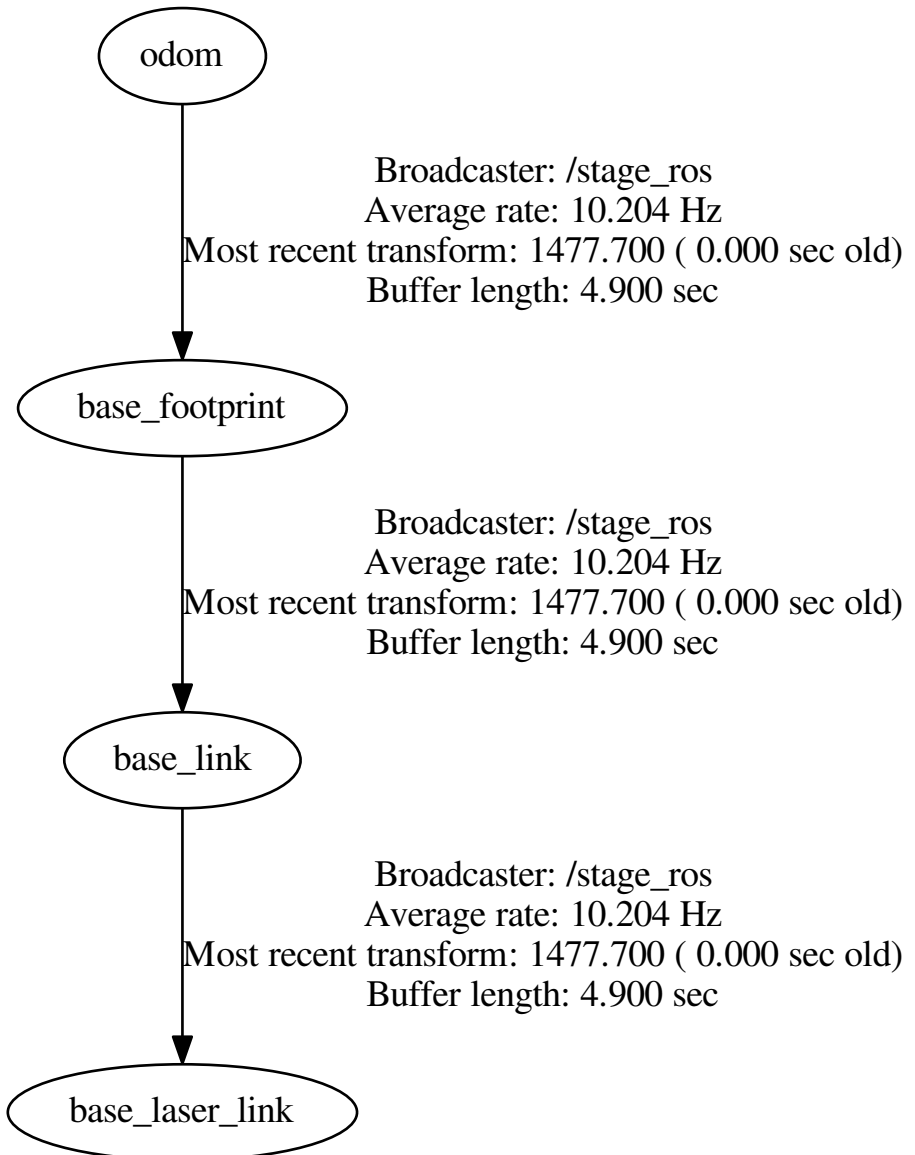 odom
Broadcaster: /stage_ros
Average rate: 10.204 Hz
Most recent transform: 1477.700 ( 0.000 sec old)
Buffer length: 4.900 sec
base_footprint
Broadcaster: /stage_ros
Average rate: 10.204 Hz
Most recent transform: 1477.700 ( 0.000 sec old)
Buffer length: 4.900 sec
base_link
Broadcaster: /stage_ros
Average rate: 10.204 Hz
Most recent transform: 1477.700 ( 0.000 sec old)
Buffer length: 4.900 sec
base_laser_link